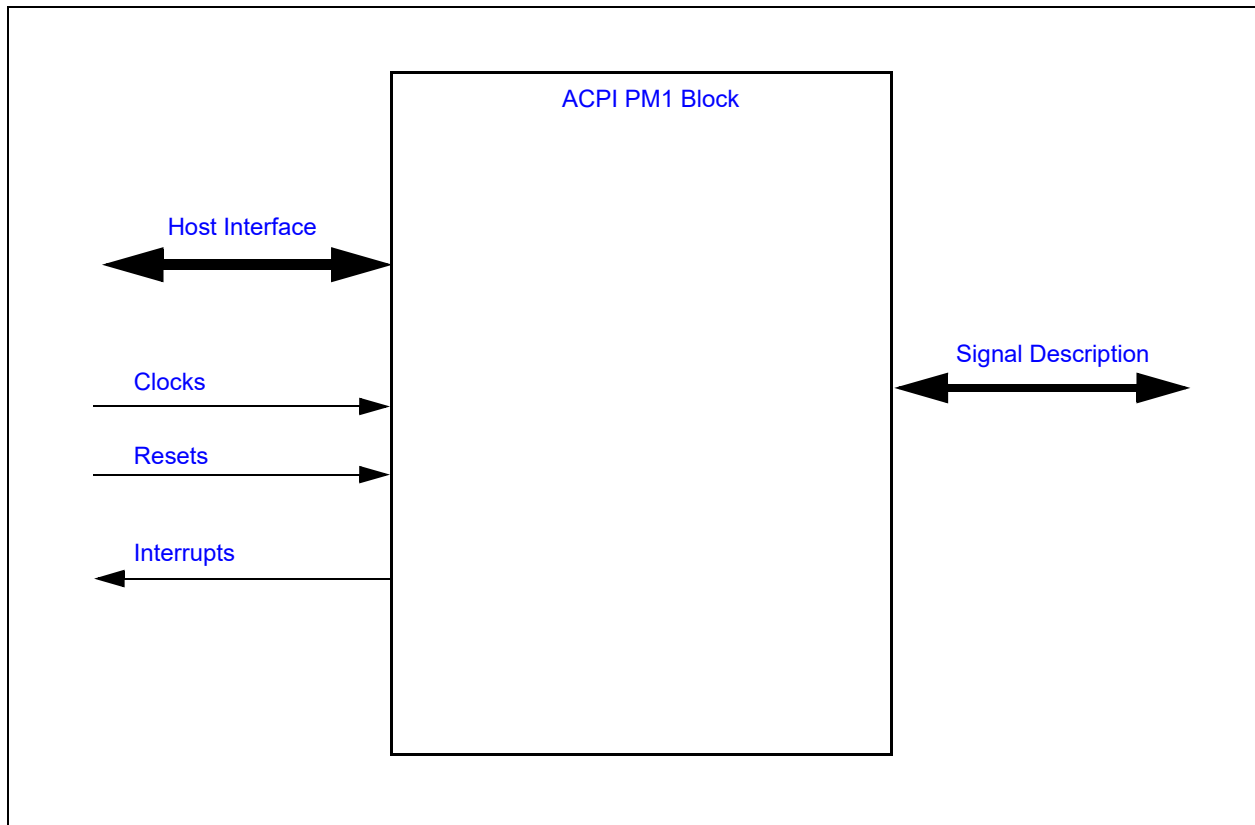 ACPI PM1 Block
Host Interface
Signal Description
Clocks
Resets
Interrupts